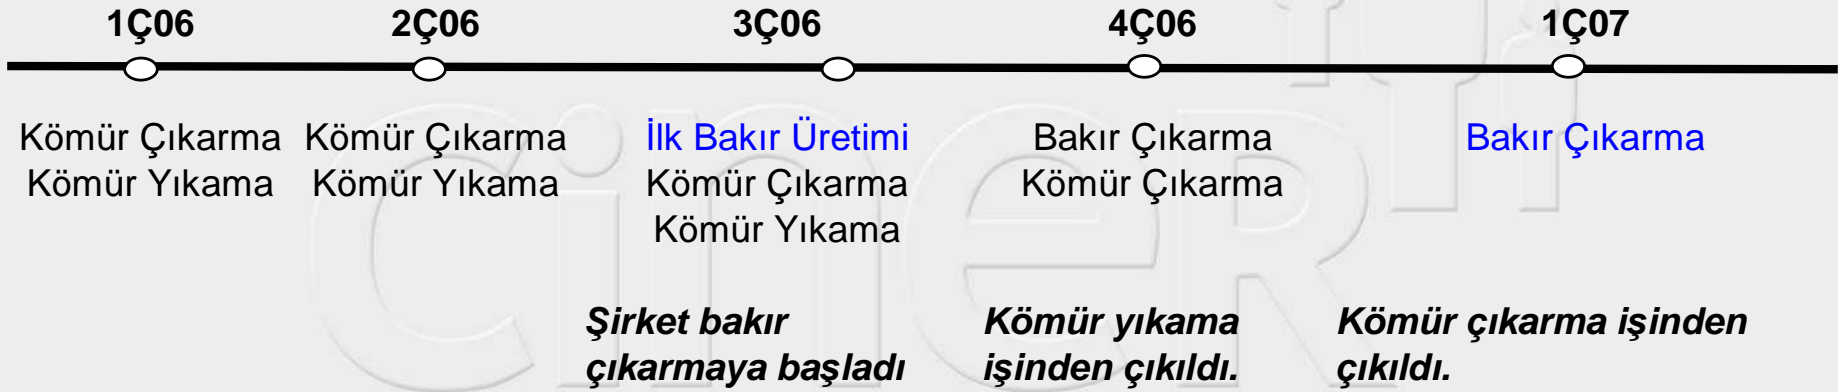 1Ç06 2Ç06 3Ç06 4Ç06 1Ç07
Kömür Çıkarma Kömür Çıkarma İlk Bakır Üretimi Bakır Çıkarma Bakır Çıkarma
Kömür Yıkama Kömür Yıkama Kömür Çıkarma Kömür Çıkarma
Kömür Yıkama
Şirket bakır Kömür yıkama Kömür çıkarma işinden
çıkarmaya başladı işinden çıkıldı. çıkıldı.
Ciner